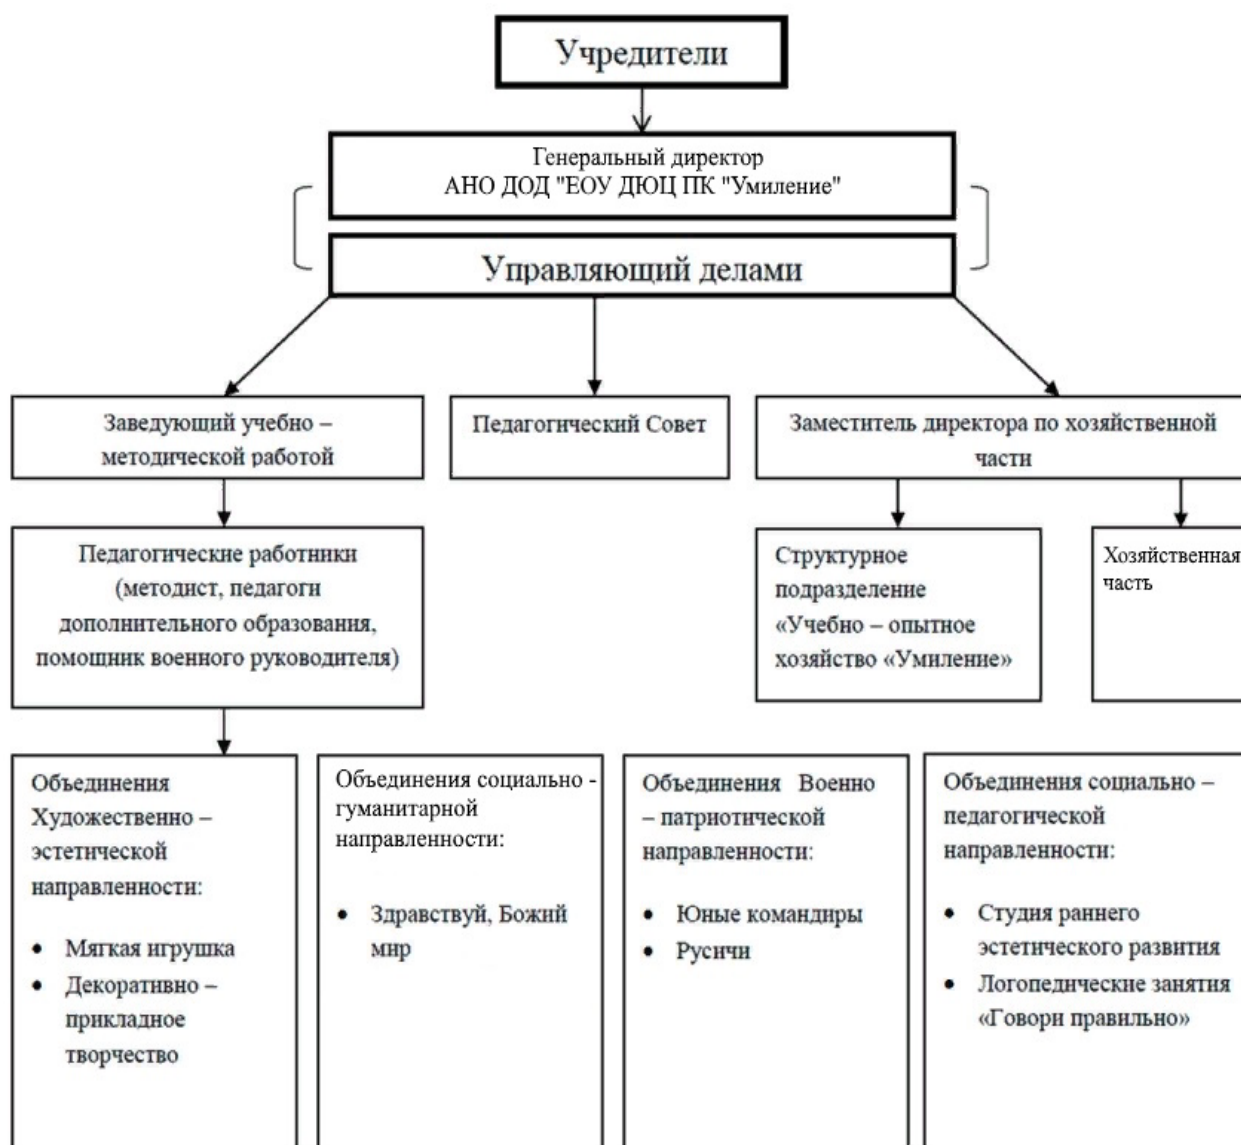 Учредители
Генеральный директор
АНО ДОД "ЕОУ ДЮЦ ПК "Умиление"
Управляющий делами
Заведующий учебно –
методической работой
Педагогический Совет
Заместитель директора по хозяйственной
части
Педагогические работники
(методист, педагоги
дополнительного образования,
помощник военного руководителя)
Структурное
подразделение
«Учебно – опытное
хозяйство «Умиление»
Хозяйственная
часть
Объединения
Художественно –
эстетической
направленности:
• Мягкая игрушка
• Декоративно –
прикладное
творчество
Объединения социально -
гуманитарной
направленности:
• Здравствуй, Божий
мир
Объединения Военно
– патриотической
направленности:
• Юные командиры
• Русичи
Объединения социально –
педагогической
направленности:
• Студия раннего
эстетического развития
• Логопедические занятия
«Говори правильно»